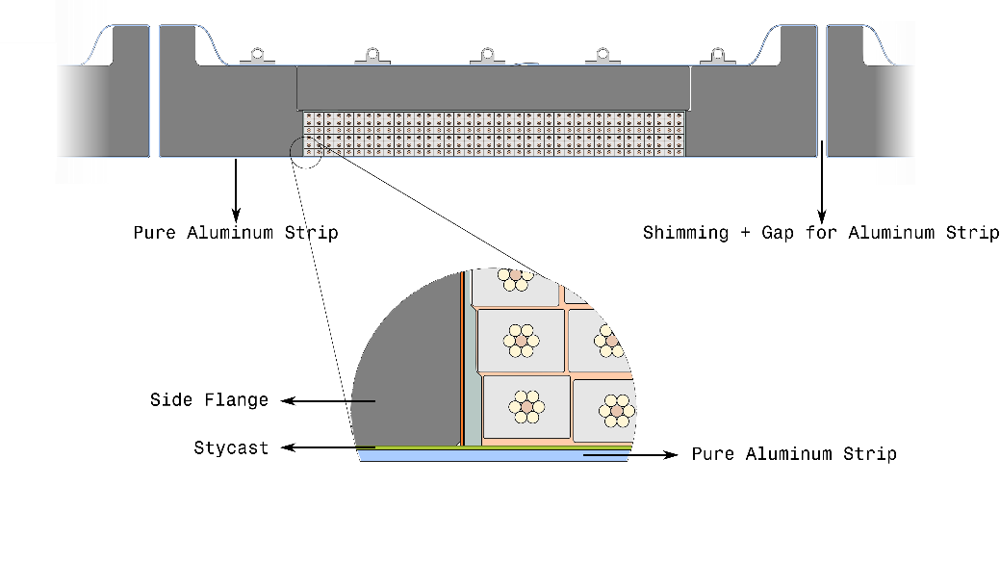 Pure Aluminum Strip
Shimming + Gap for Aluminum Strip
Side Flange
Stycast
Pure Aluminum Strip